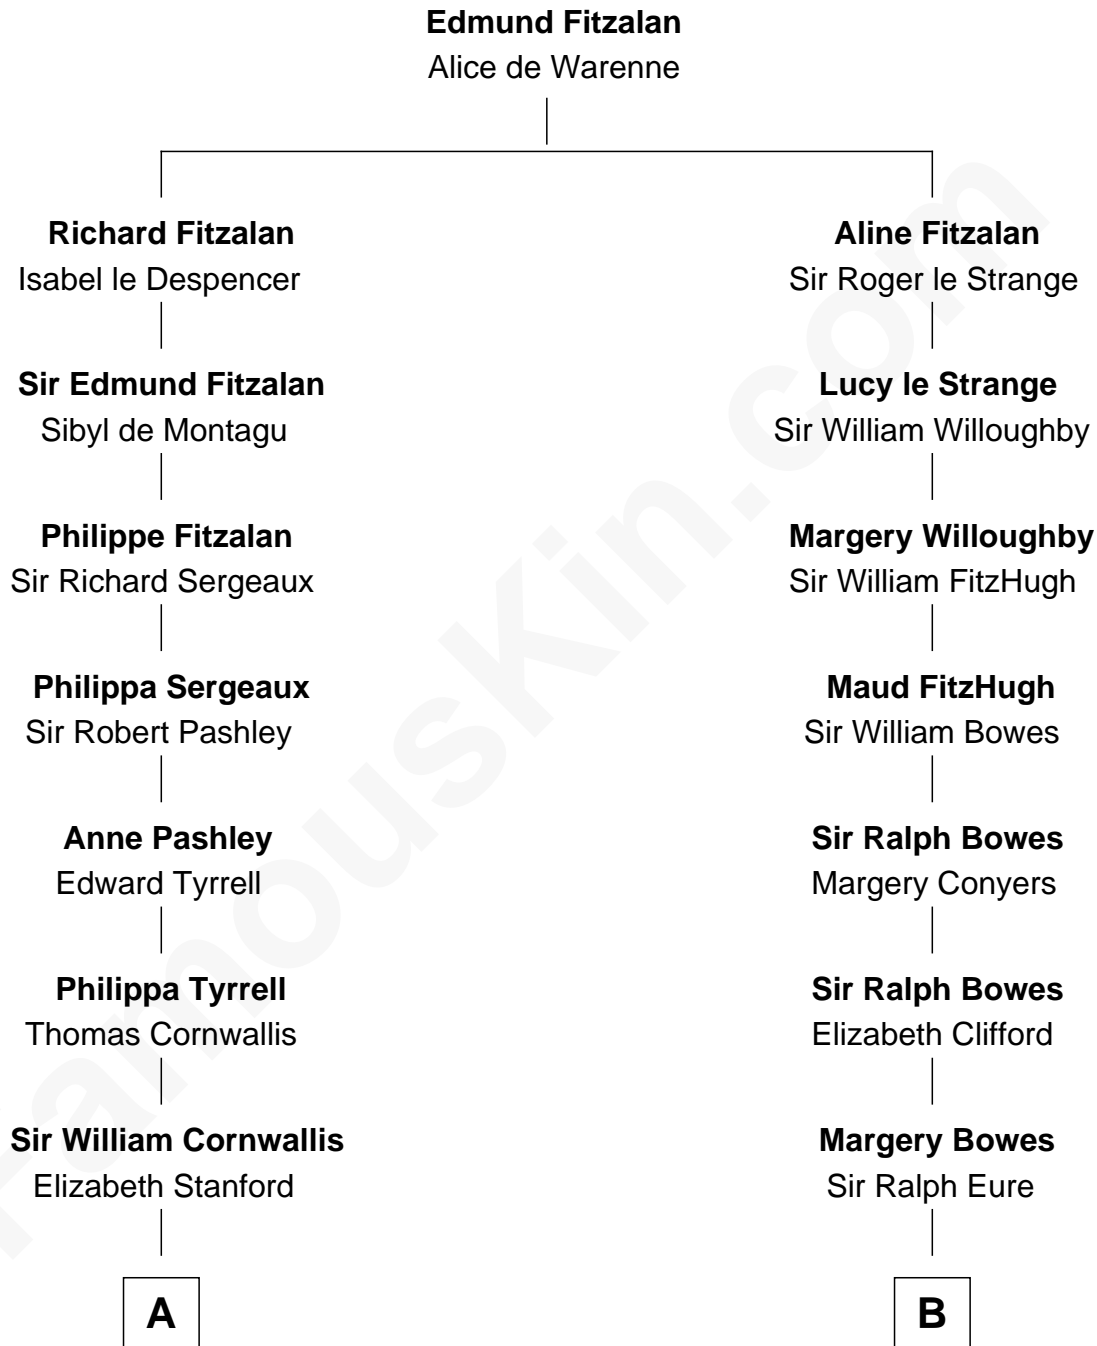 Edmund Fitzalan
Alice de Warenne
Richard Fitzalan
Isabel le Despencer
Aline Fitzalan
Sir Roger le Strange
Sir Edmund Fitzalan
Sibyl de Montagu
Lucy le Strange
Sir William Willoughby
Philippe Fitzalan
Sir Richard Sergeaux
Margery Willoughby
Sir William FitzHugh
Philippa Sergeaux
Sir Robert Pashley
Maud FitzHugh
Sir William Bowes
Anne Pashley
Edward Tyrrell
Sir Ralph Bowes
Margery Conyers
Philippa Tyrrell
Thomas Cornwallis
Sir Ralph Bowes
Elizabeth Clifford
Sir William Cornwallis
Elizabeth Stanford
Margery Bowes
Sir Ralph Eure
A
B
FamousKin.com